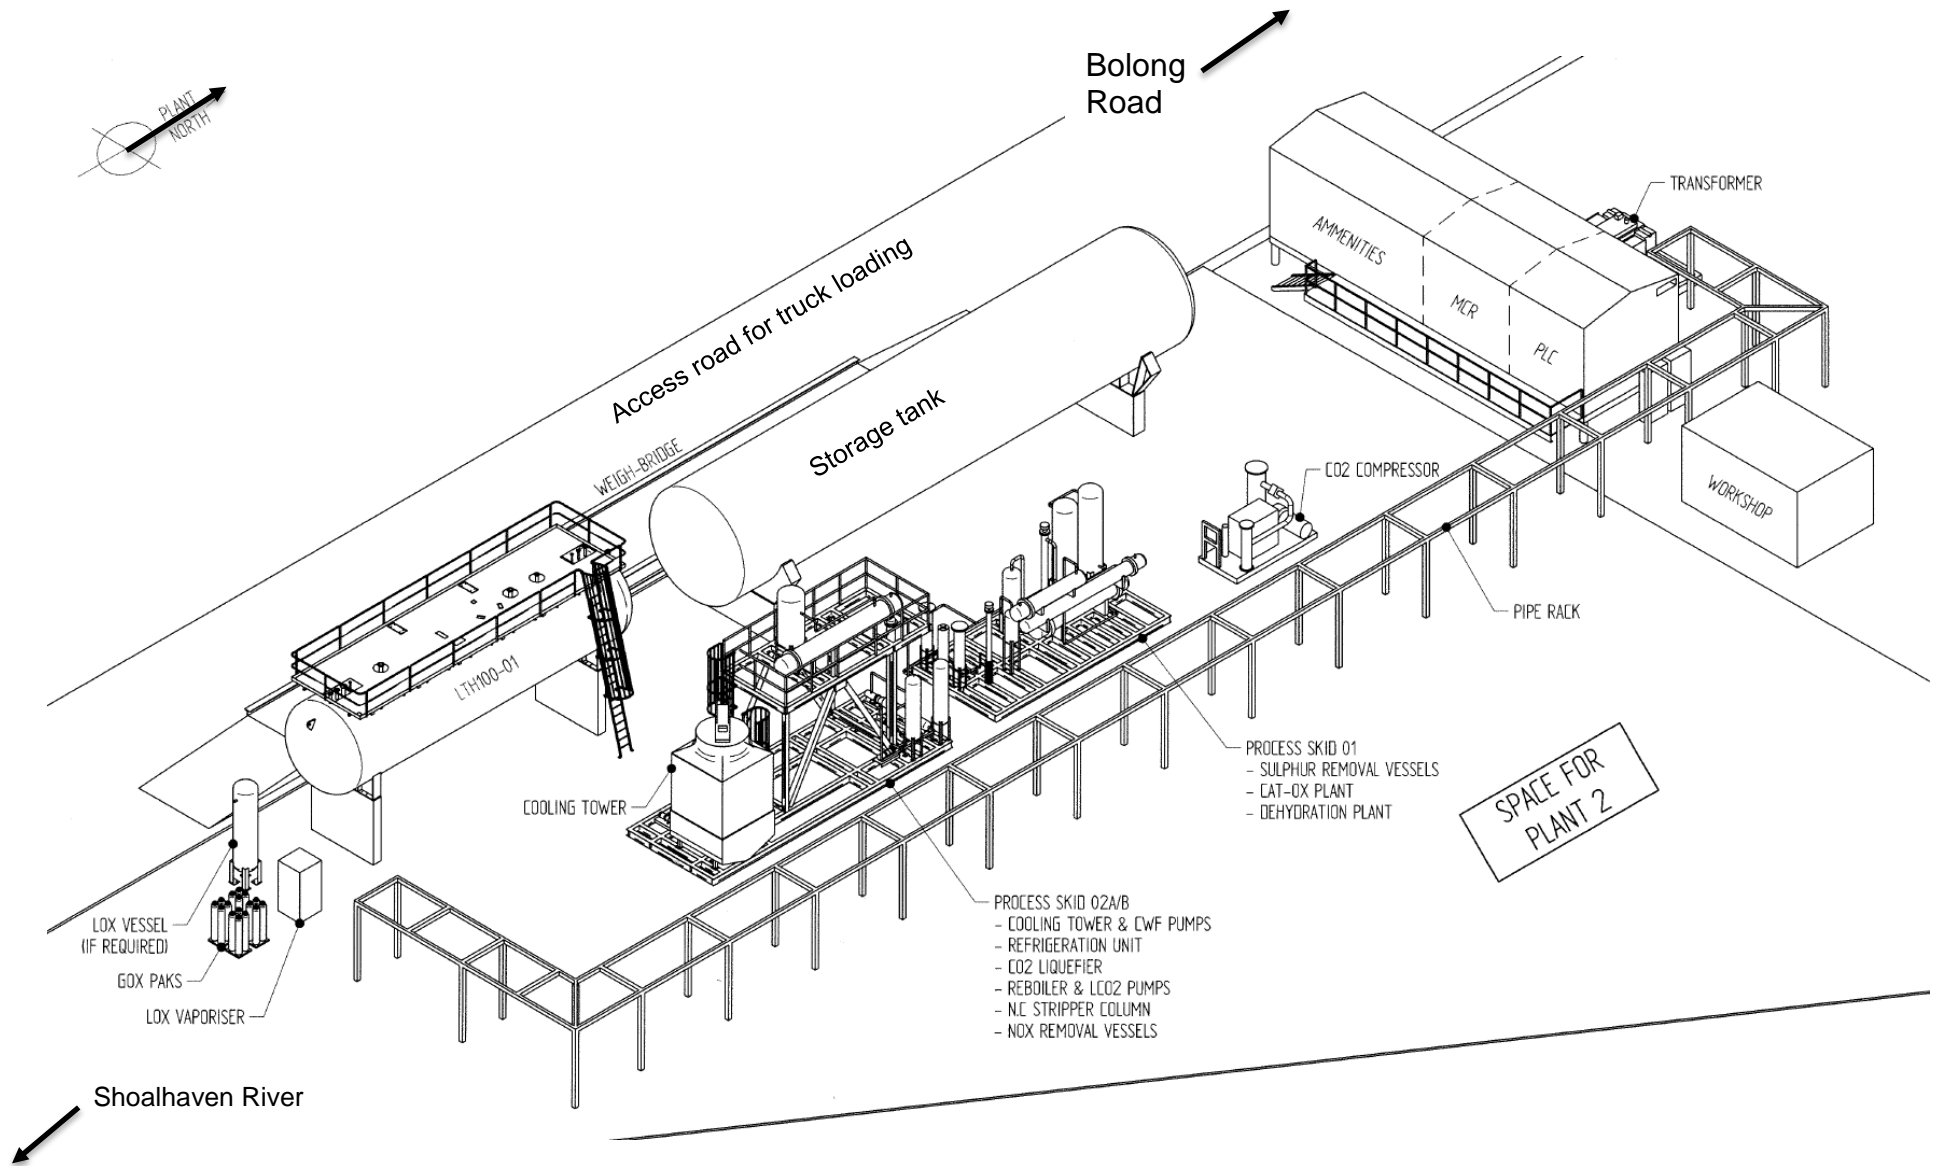 Bolong
Road
PLANT
NORTH
TRANSFORMER
AMMENITIES
MCR
PLC
Access road for truck loading
WEIGH-BRIDGE
Storage tank
CO2 COMPRESSOR
WORKSHOP
PIPE RACK
LTH100-01
PROCESS SKID 01
- SULPHUR REMOVAL VESSELS
- CAT-OX PLANT
- DEHYDRATION PLANT
SPACE FOR
PLANT 2
COOLING TOWER
PROCESS SKID 02A/B
- COOLING TOWER & CWF PUMPS
- REFRIGERATION UNIT
- CO2 LIQUEFIER
- REBOILER & LCO2 PUMPS
- N.C STRIPPER COLUMN
- NOX REMOVAL VESSELS
LOX VESSEL
(IF REQUIRED)
GOX PAKS
LOX VAPORISER
Shoalhaven River